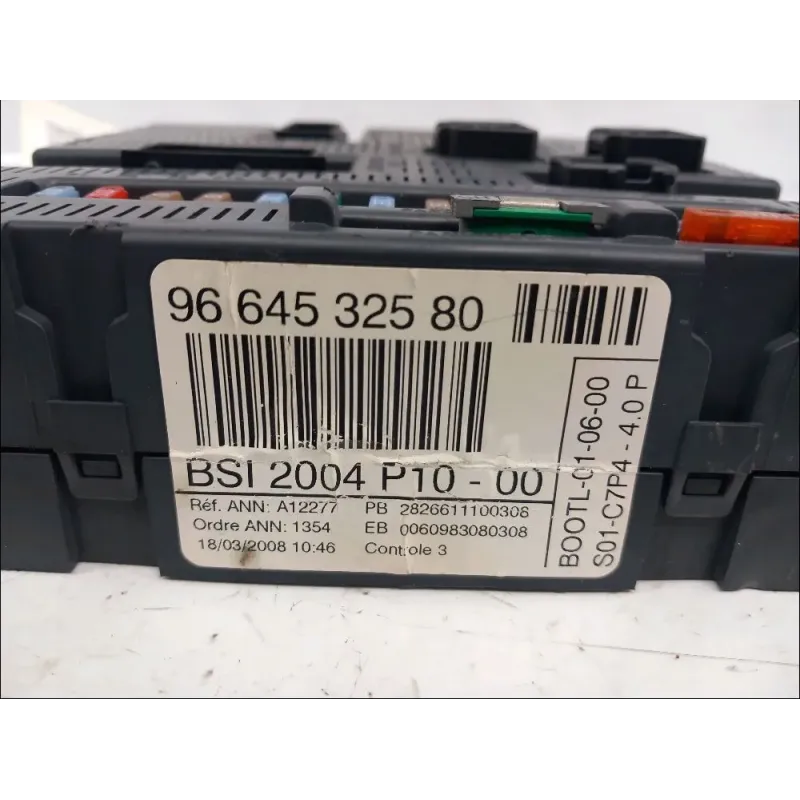 96 645 325 80
BSI 2004 P10 - 00
Réf. ANN: A12277 PB 2826611100308
Ordre ANN: 1354 EB 0060983080308
18/03/2008 10:46 Controle 3
BOOTL-01-06-00
S01-C7P4 - 4.0 P